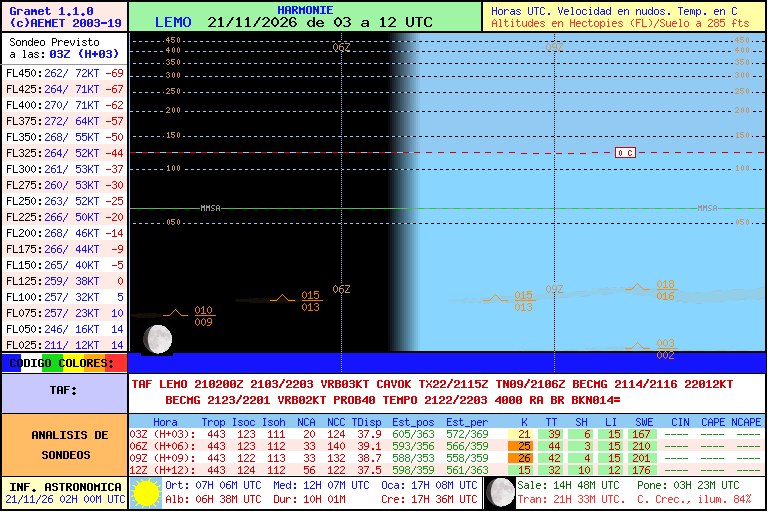 Gramet 1.1.0
(c)AEMET 2003-19
HARMONIE
LEMO 21/11/2026 de 03 a 12 UTC
Horas UTC. Velocidad en nudos. Temp. en C
Altitudes en Hectopies (FL)/Suelo a 285 fts
Sondeo Previsto
a las: 03Z (H+03)
FL450: 262/ 72KT -69
FL425: 264/ 71KT -67
FL400: 270/ 71KT -62
FL375: 272/ 64KT -57
FL350: 268/ 55KT -50
FL325: 264/ 52KT -44
FL300: 261/ 53KT -37
FL275: 260/ 53KT -30
FL250: 263/ 52KT -25
FL225: 266/ 50KT -20
FL200: 268/ 46KT -14
FL175: 266/ 44KT -9
FL150: 265/ 40KT -5
FL125: 259/ 38KT 0
FL100: 257/ 32KT 5
FL075: 257/ 23KT 10
FL050: 246/ 16KT 14
FL025: 211/ 12KT 14
450 06Z 09Z 450
400 400
350 350
300 300
250 250
200 200
150 150
0 C
100 100
MMSA MMSA
050 050
06Z 09Z
010
009
015
013
015
013
018
016
003
002
CODIGO COLORES:
TAF:
TAF LEMO 210200Z 2103/2203 VRB03KT CAVOK TX22/2115Z TN09/2106Z BECMG 2114/2116 22012KT
BECMG 2123/2201 VRB02KT PROB40 TEMPO 2122/2203 4000 RA BR BKN014=
ANALISIS DE
SONDEOS
Hora Trop Isoc Isoh NCA NCC TDisp Est_pos Est_per K TT SH LI SWE CIN CAPE NCAPE
03Z (H+03): 443 123 111 20 124 37.9 605/363 572/369 21 39 6 15 167 ---- ---- ----
06Z (H+06): 443 124 112 33 140 39.1 593/356 566/359 25 44 3 15 210 ---- ---- ----
09Z (H+09): 443 122 113 33 132 38.7 588/353 558/359 26 42 4 15 201 ---- ---- ----
12Z (H+12): 443 124 112 56 122 37.5 598/359 561/363 15 32 10 12 176 ---- ---- ----
INF. ASTRONOMICA
21/11/26 02H 00M UTC
Ort: 07H 06M UTC Med: 12H 07M UTC Oca: 17H 08M UTC
Alb: 06H 38M UTC Dur: 10H 01M Cre: 17H 36M UTC
Sale: 14H 48M UTC Pone: 03H 23M UTC
Tran: 21H 33M UTC. C. Crec., ilum. 84%